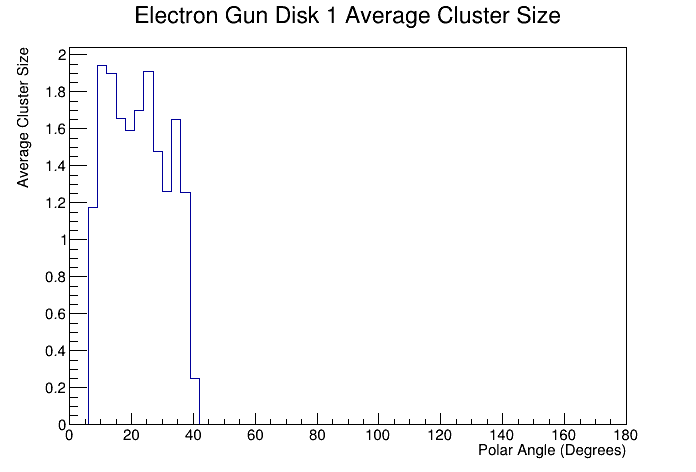 Electron Gun Disk 1 Average Cluster Size
Average Cluster Size
2
1.8
1.6
1.4
1.2
1
0.8
0.6
0.4
0.2
0
0 20 40 60 80 100 120 140 160 180
Polar Angle (Degrees)